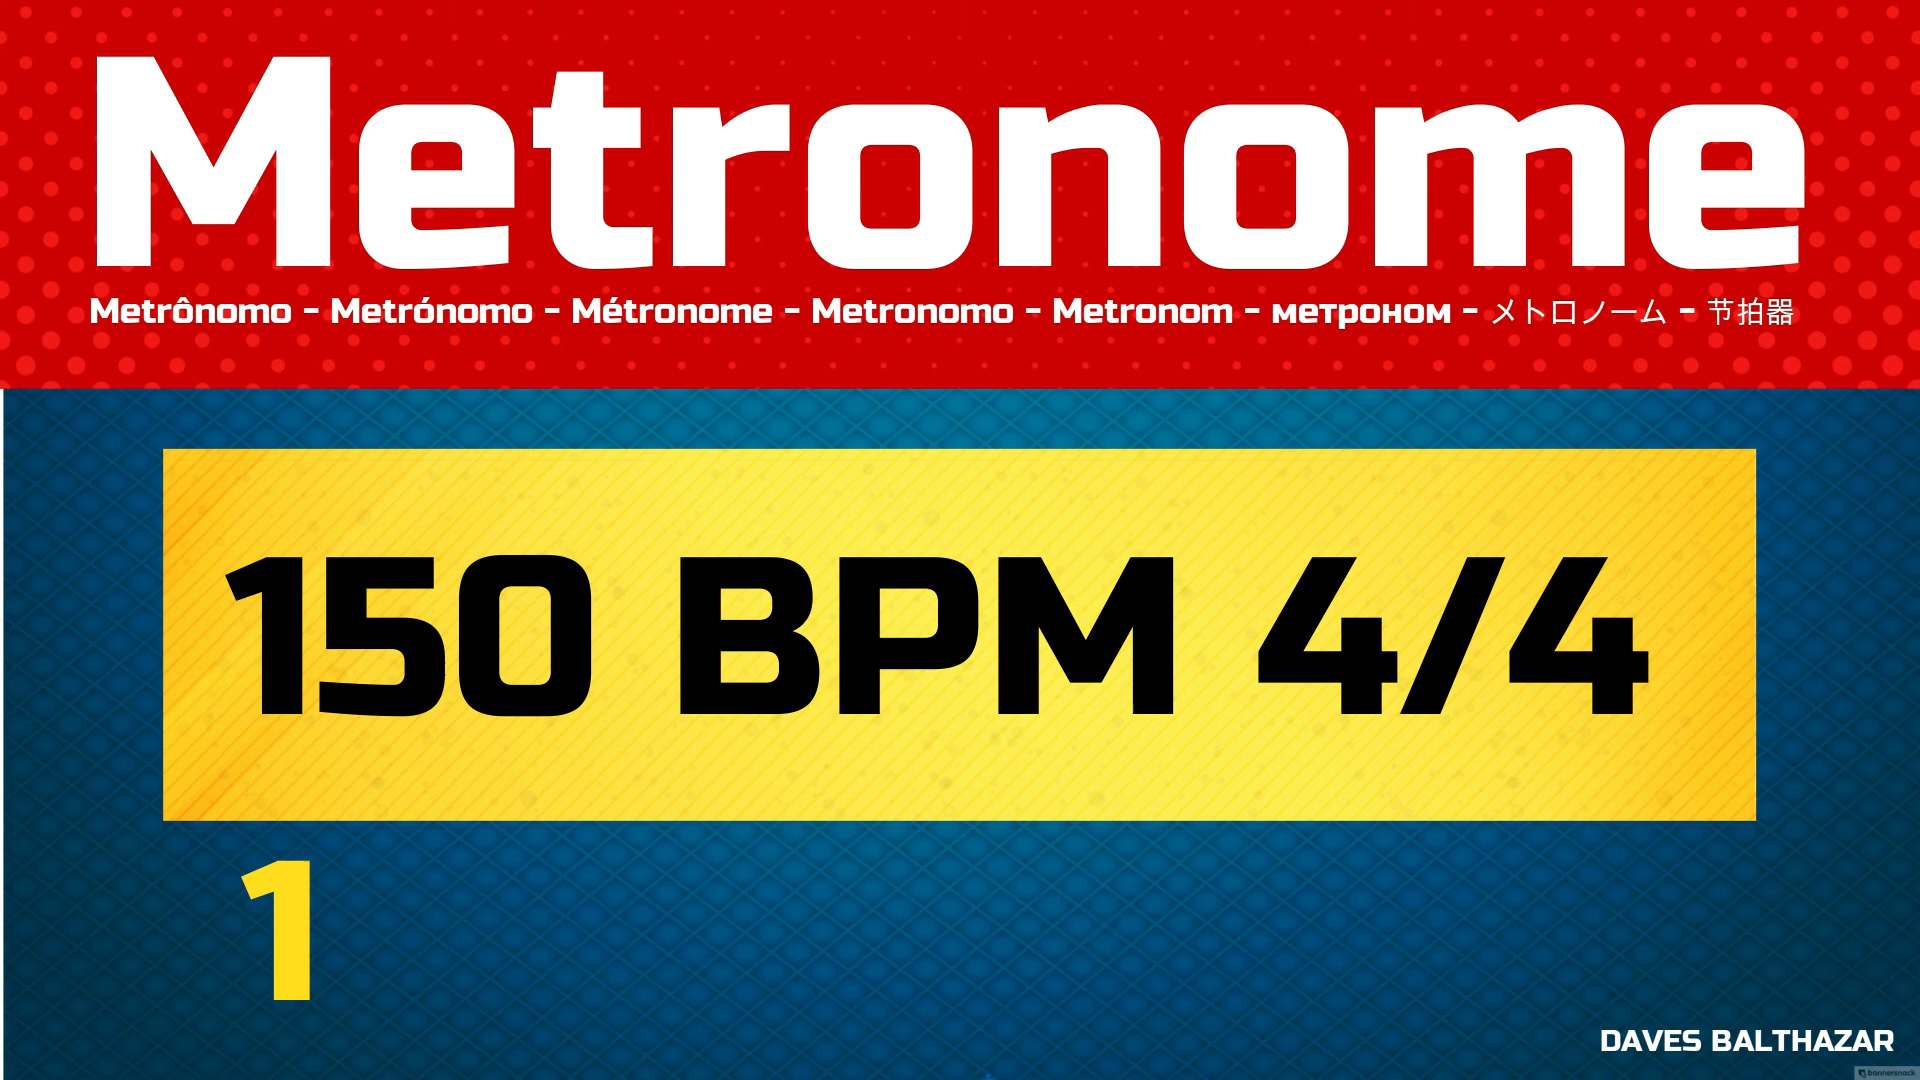 Metronome
Metrônomo - Metrónomo - Métronome - Metronomo - Metronom - метроном - メトロノーム - 节拍器
150 BPM 4/4
1
DAVES BALTHAZAR
bannersnack